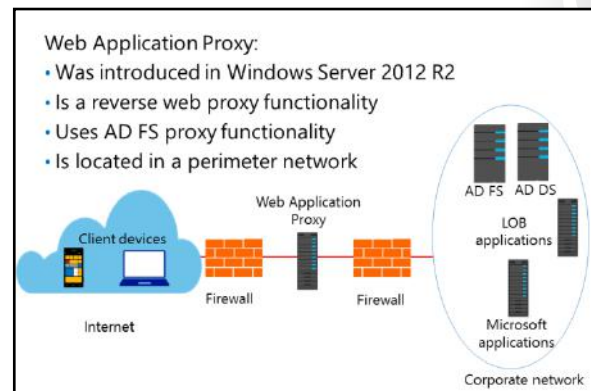 Web Application Proxy:
• Was introduced in Windows Server 2012 R2
• Is a reverse web proxy functionality
• Uses AD FS proxy functionality
• Is located in a perimeter network
AD FS AD DS
Web Application
Proxy
LOB
applications
Client devices
Firewall
Firewall
Microsoft
applications
Internet
Corporate network